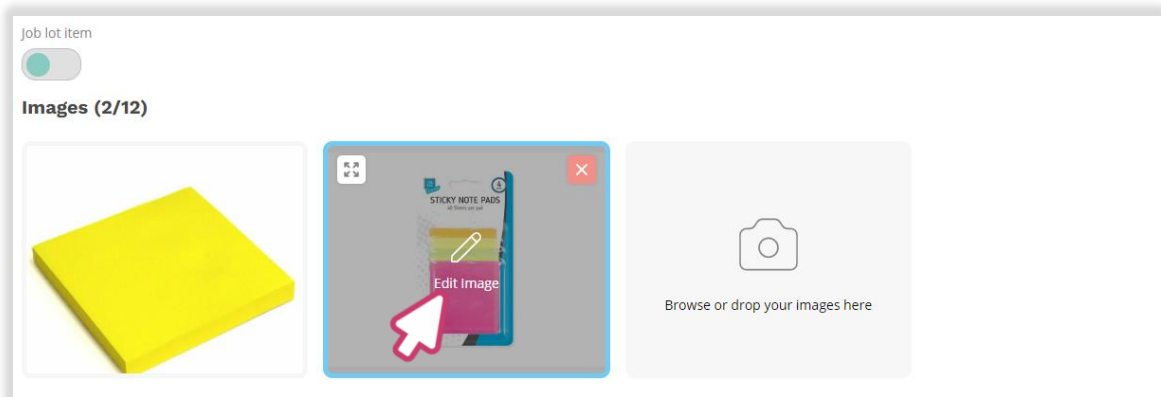 Job lot item
Images (2/12)
STICKY NOTE PADS
Edit Image
Browse or drop your images here